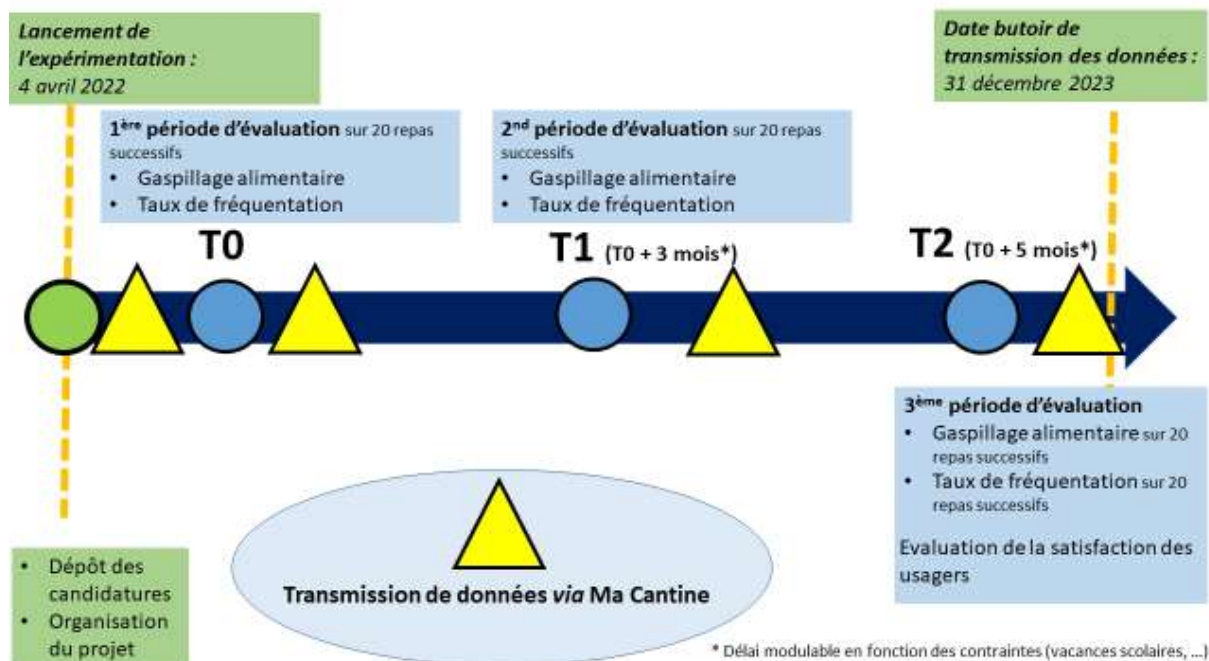 Lancement de
l'expérimentation :
4 avril 2022
Date butoir de
transmission des données :
31 décembre 2023
1ère période d'évaluation sur 20 repas
successifs
• Gaspillage alimentaire
• Taux de fréquentation
2nd période d'évaluation sur 20 repas
successifs
• Gaspillage alimentaire
• Taux de fréquentation
T0
T1 (T0 + 3 mois*)
T2 (T0 + 5 mois*)
3ème période d'évaluation
• Gaspillage alimentaire sur 20
repas successifs
• Taux de fréquentation sur 20
repas successifs
Evaluation de la satisfaction des
usagers
• Dépôt des
candidatures
• Organisation
du projet
Transmission de données via Ma Cantine
* Délai modulable en fonction des contraintes (vacances scolaires, ...)